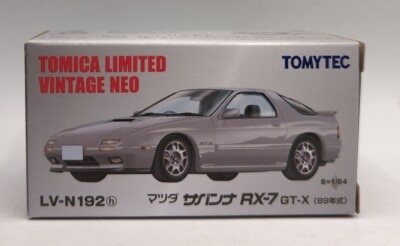 TOMICA LIMITED
VINTAGE NEO
TOMYTEC
S=1/64
LV-N192ⓗ マツダ サバンナ RX-7 GT-X (89年式)